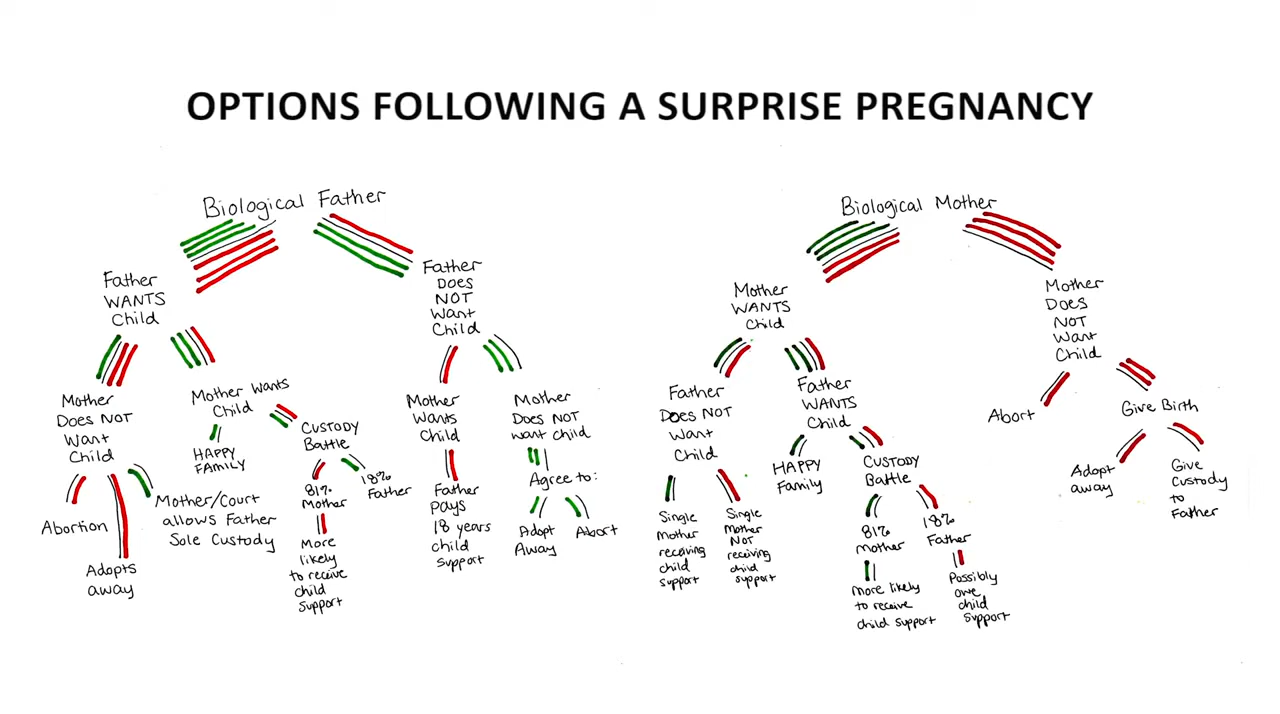 OPTIONS FOLLOWING A SURPRISE PREGNANCY
Biological Father
Father
WANTS
Child
Father
DOES
NOT
Want
Child
Mother
Does NOT
Want
Child
Mother Wants
Child
HAPPY
FAMILY
CUSTODY
Battle
81%
Mother
18%
Father
More
likely
to receive
child
support
Abortion
Adopts
away
Mother/Court
allows Father
Sole Custody
Mother
Wants
Child
Father
pays
18 years
child
support
Mother
Does NOT
want child
Agree to:
Adopt
Away
Abort
Biological Mother
Mother
WANTS
Child
Mother
Does
NOT
Want
Child
Father
Does NOT
Want
Child
Father
WANTS
Child
Single
mother
receiving
child
support
Single
Mother
NOT
receiving
child
support
HAPPY
Family
CUSTODY
Battle
81%
Mother
18%
Father
more likely
to receive
child support
Possibly
owe
child
support
Abort
Give Birth
Adopt
away
Give
Custody
to
Father